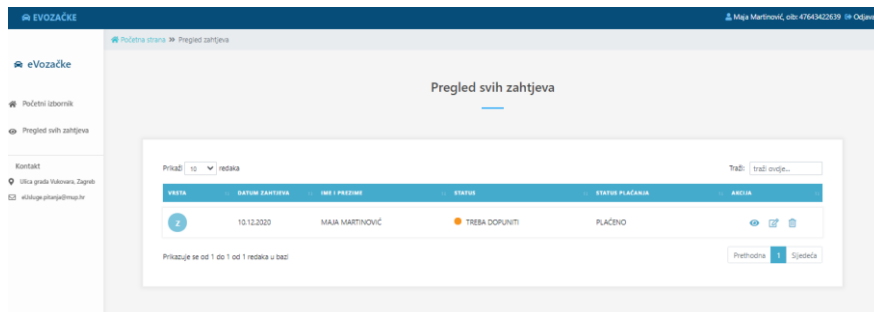 EVOZAČKE
Maja Martinović, oib: 47643422639 Odjava
Početna strana >> Pregled zahtjeva
eVozačke
Početni izbornik
Pregled svih zahtjeva
Kontakt
Ulica grada Vukovara, Zagreb
eUsluge.pitanja@mup.hr
Pregled svih zahtjeva
Prikaži 10 redaka
Traži: traži ovdje...
VRSTA DATUM ZAHTJEVA IME I PREZIME STATUS STATUS PLAĆANJA AKCIJA
Z 10.12.2020 MAJA MARTINOVIĆ TREBA DOPUNITI PLAĆENO
Prikazuje se od 1 do 1 od 1 redaka u bazi
Prethodna 1 Sljedeća